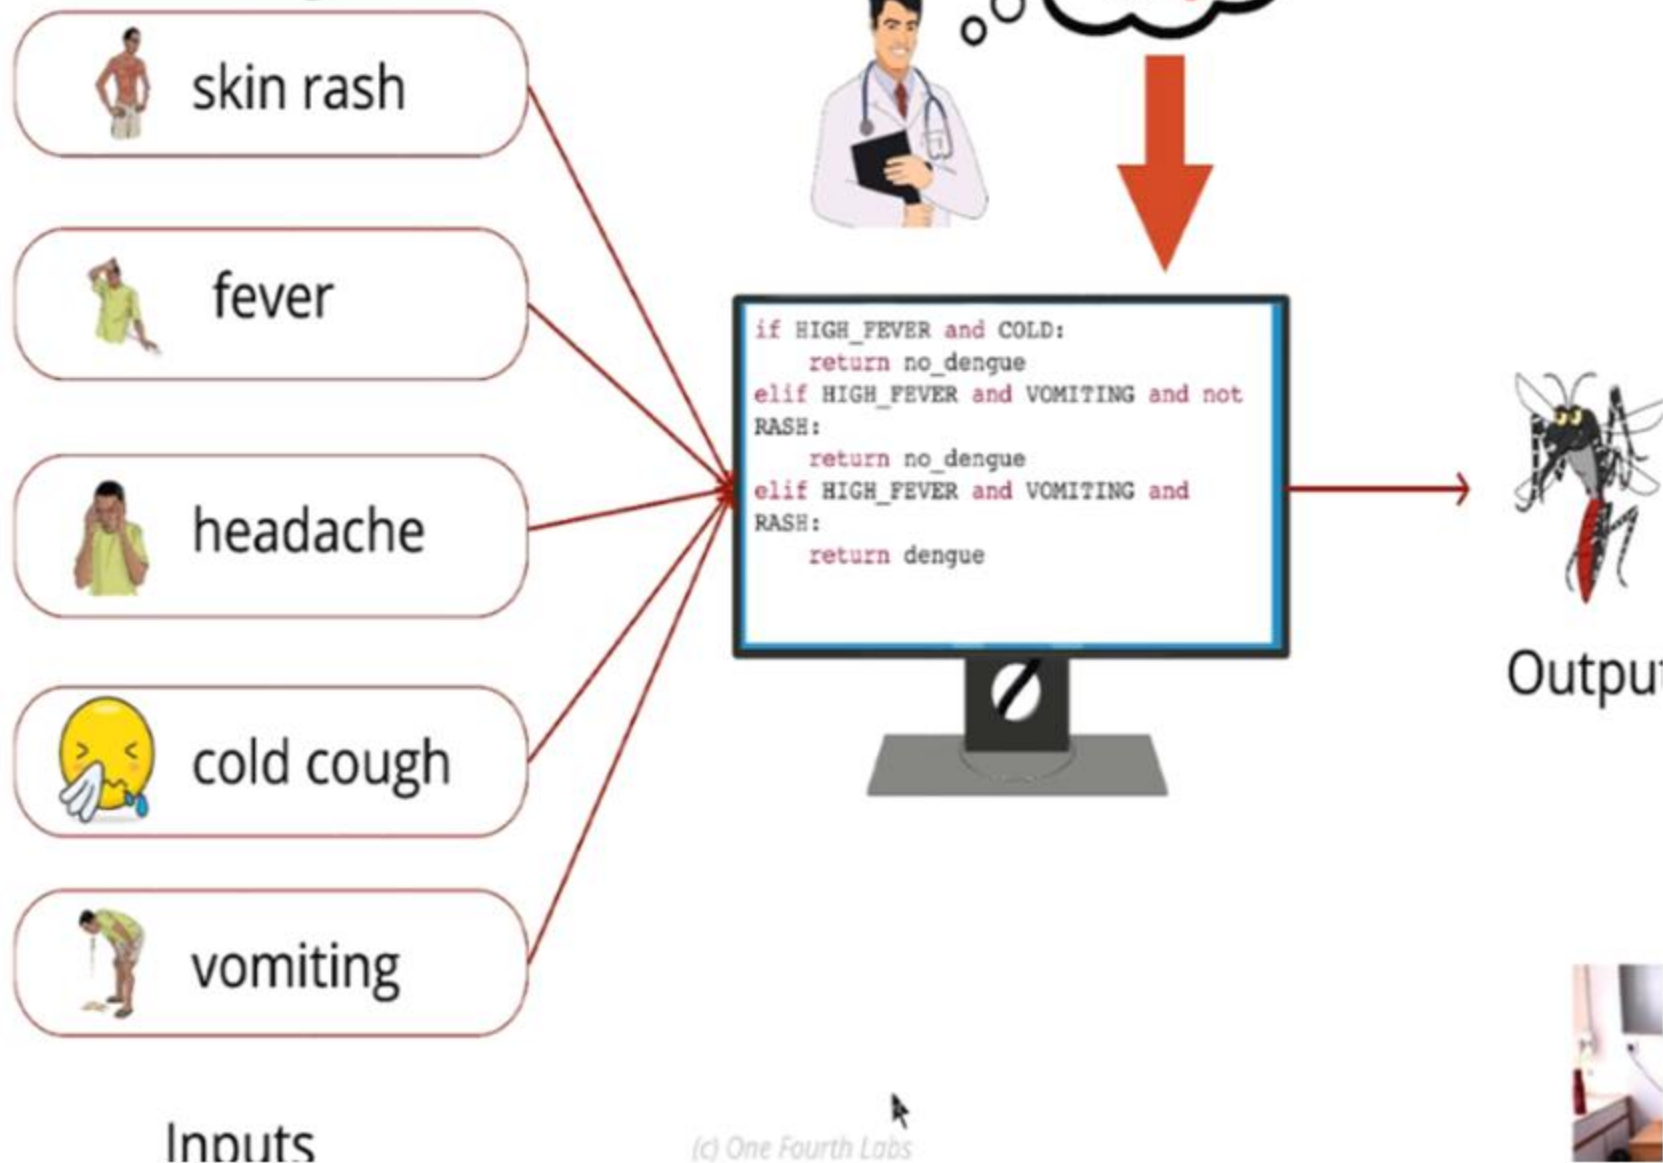 skin rash
fever
headache
cold cough
vomiting
Inputs
if HIGH_FEVER and COLD:
return no_dengue
elif HIGH_FEVER and VOMITING and not
RASH:
return no_dengue
elif HIGH_FEVER and VOMITING and
RASH:
return dengue
Output
(c) One Fourth Labs